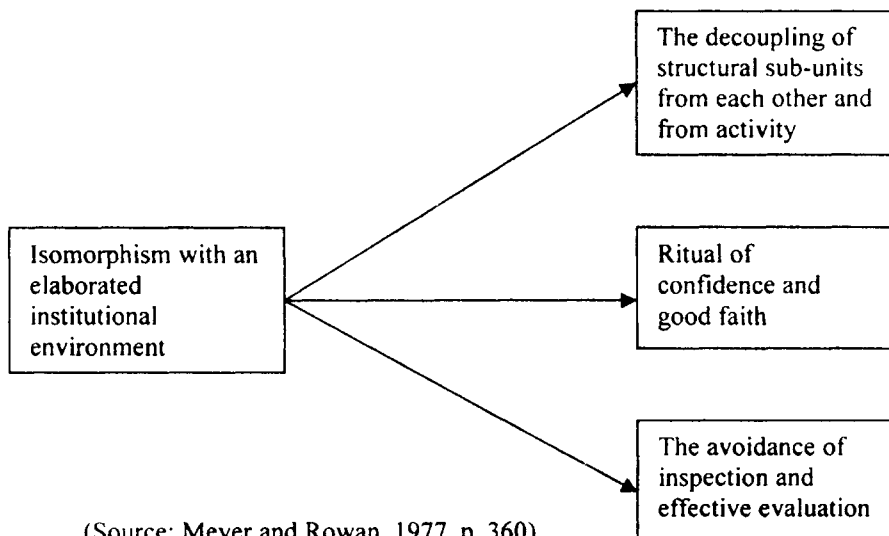 The decoupling of
structural sub-units
from each other and
from activity
Isomorphism with an
elaborated
institutional
environment
Ritual of
confidence and
good faith
The avoidance of
inspection and
effective evaluation
(Source: Meyer and Rowan, 1977, p. 360)